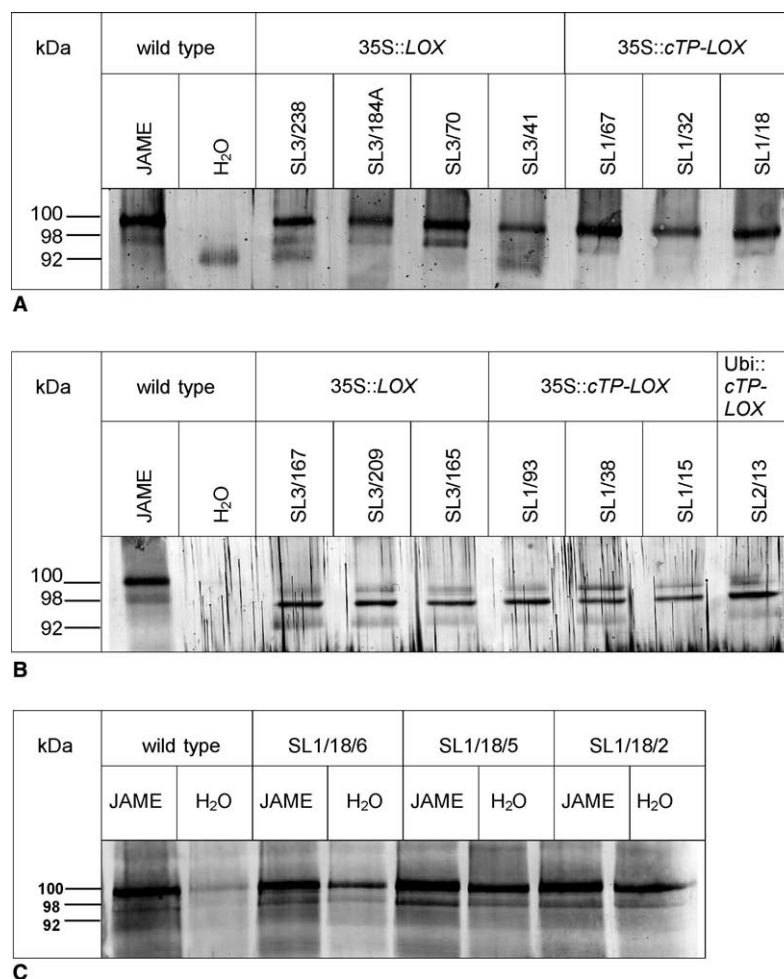 kDa
wild type
35S::LOX
35S::cTP-LOX
JAME
H₂O
SL3/238
SL3/184A
SL3/70
SL3/41
SL1/67
SL1/32
SL1/18
100
98
92
A
kDa
wild type
35S::LOX
35S::cTP-LOX
Ubi::
cTP-
LOX
JAME
H₂O
SL3/167
SL3/209
SL3/165
SL1/93
SL1/38
SL1/15
SL2/13
100
98
92
B
kDa
wild type
SL1/18/6
SL1/18/5
SL1/18/2
JAME
H₂O
JAME
H₂O
JAME
H₂O
JAME
H₂O
100
98
92
C